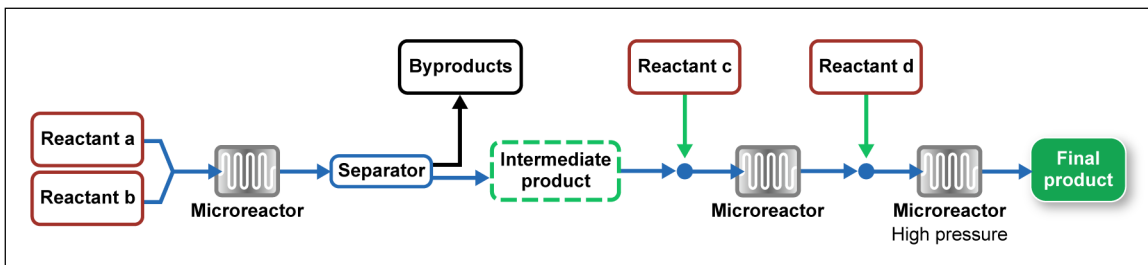 Reactant a
Reactant b
Microreactor
Separator
Byproducts
Intermediate
product
Reactant c
Microreactor
Reactant d
Microreactor
High pressure
Final
product